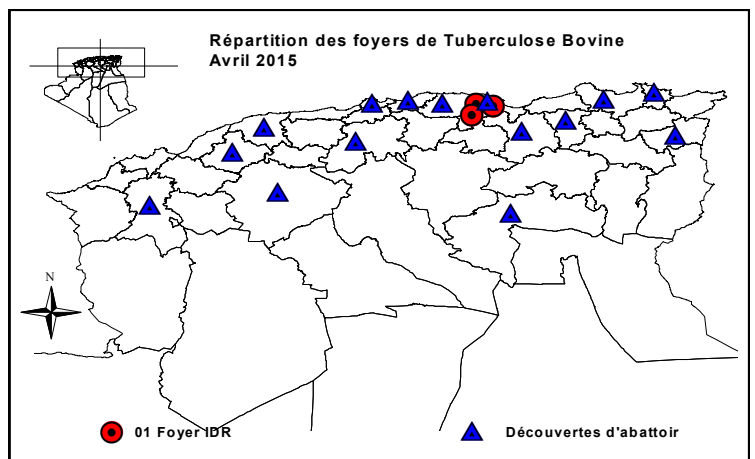 Répartition des foyers de Tuberculose Bovine
Avril 2015
N
01 Foyer IDR
Découvertes d'abattoir